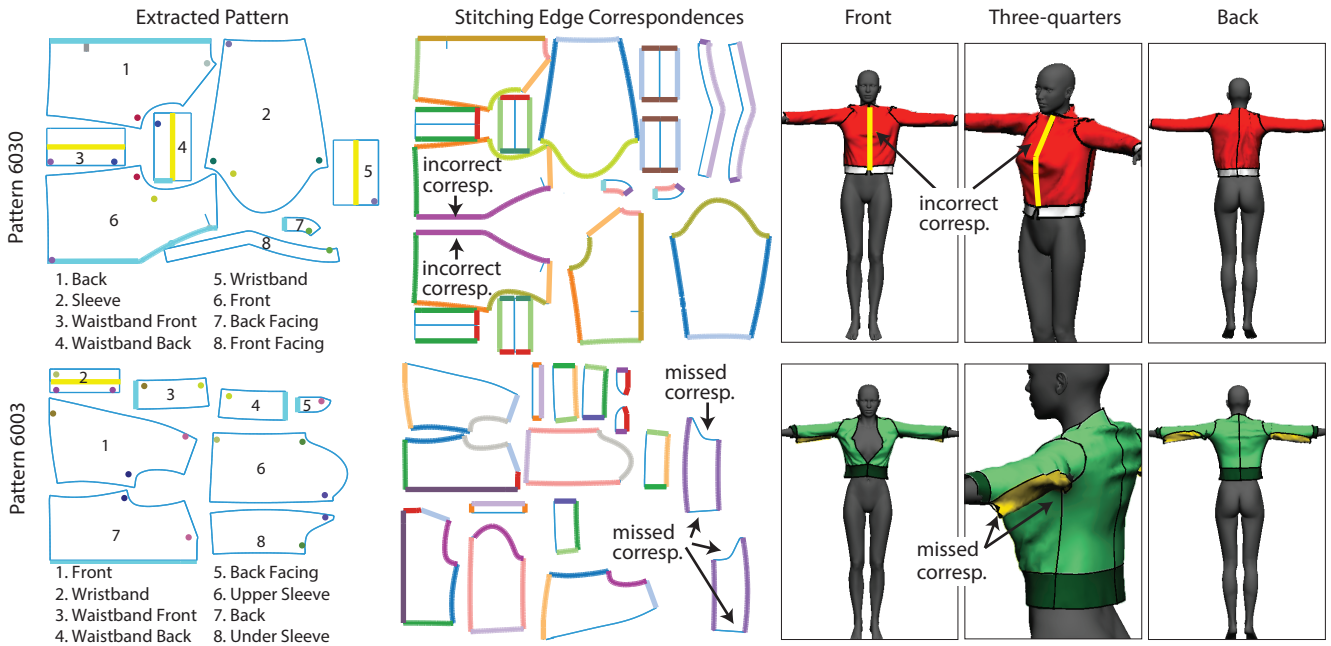 Extracted Pattern
Stitching Edge Correspondences
Front
Three-quarters
Back
Pattern 6030
1
2
3
4
5
6
7
8
1. Back
2. Sleeve
3. Waistband Front
4. Waistband Back
5. Wristband
6. Front
7. Back Facing
8. Front Facing
incorrect
corresp.
incorrect
corresp.
incorrect
corresp.
Pattern 6003
2
3
4
5
1
6
7
8
1. Front
2. Wristband
3. Waistband Front
4. Waistband Back
5. Back Facing
6. Upper Sleeve
7. Back
8. Under Sleeve
missed
corresp.
missed
corresp.
missed
corresp.